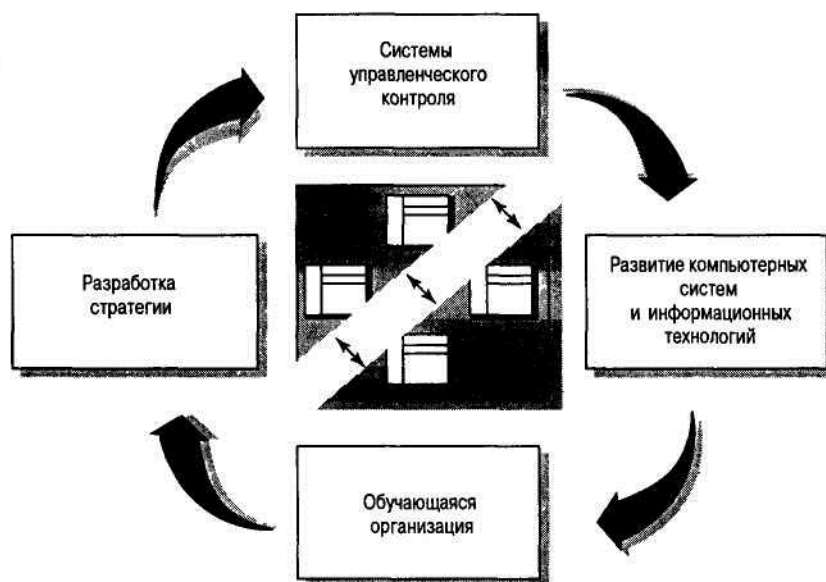 Системы
управленческого
контроля
Разработка
стратегии
Развитие компьютерных
систем
и информационных
технологий
Обучающаяся
организация